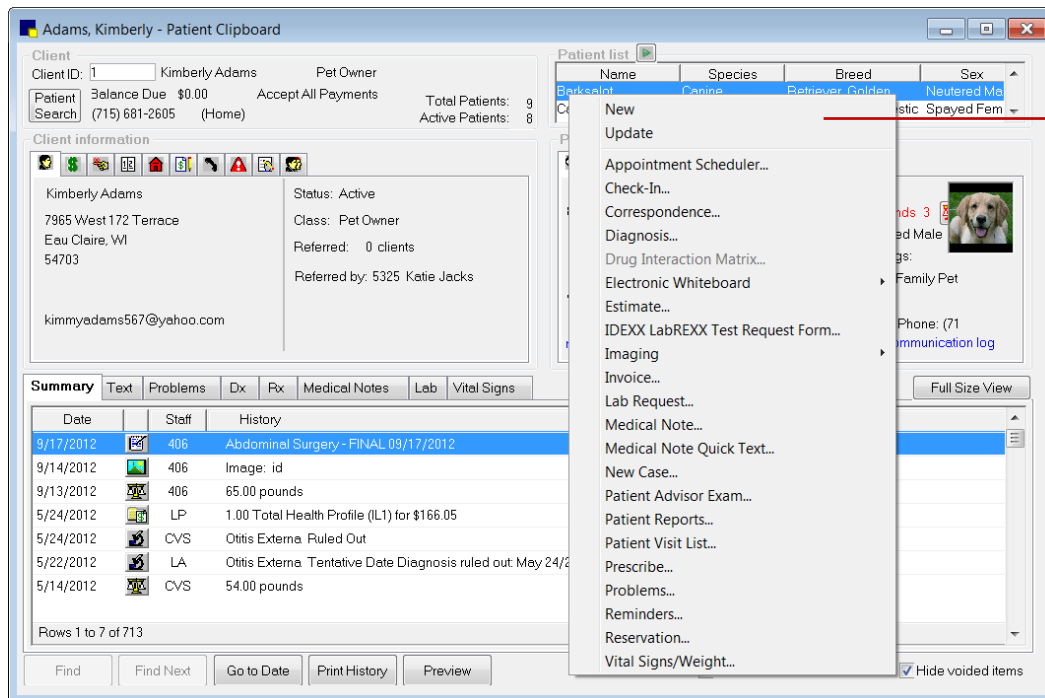 Adams, Kimberly - Patient Clipboard
Client
Client ID: 1 Kimberly Adams Pet Owner
Patient Search
Balance Due $0.00 Accept All Payments
(715) 681-2605 (Home)
Total Patients: 9
Active Patients: 8
Patient list
Name Species Breed Sex
Barksalot Canine Retriever, Golden Neutered Ma
stic Spayed Fem
Client information
Kimberly Adams
7965 West 172 Terrace
Eau Claire, WI
54703
kimmyadams567@yahoo.com
Status: Active
Class: Pet Owner
Referred: 0 clients
Referred by: 5325 Katie Jacks
nds 3
ed Male
gs:
Family Pet
Phone: (71
mmunication log
New
Update
Appointment Scheduler...
Check-In...
Correspondence...
Diagnosis...
Drug Interaction Matrix...
Electronic Whiteboard
Estimate...
IDEXX LabREXX Test Request Form...
Imaging
Invoice...
Lab Request...
Medical Note...
Medical Note Quick Text...
New Case...
Patient Advisor Exam...
Patient Reports...
Patient Visit List...
Prescribe...
Problems...
Reminders...
Reservation...
Vital Signs/Weight...
Summary Text Problems Dx Rx Medical Notes Lab Vital Signs
Full Size View
Date Staff History
9/17/2012 406 Abdominal Surgery - FINAL 09/17/2012
9/14/2012 406 Image: id
9/13/2012 406 65.00 pounds
5/24/2012 LP 1.00 Total Health Profile (IL1) for $166.05
5/24/2012 CVS Otitis Externa Ruled Out
5/22/2012 LA Otitis Externa Tentative Date Diagnosis ruled out: May 24/2
5/14/2012 CVS 54.00 pounds
Rows 1 to 7 of 713
Find Find Next Go to Date Print History Preview
Hide voided items